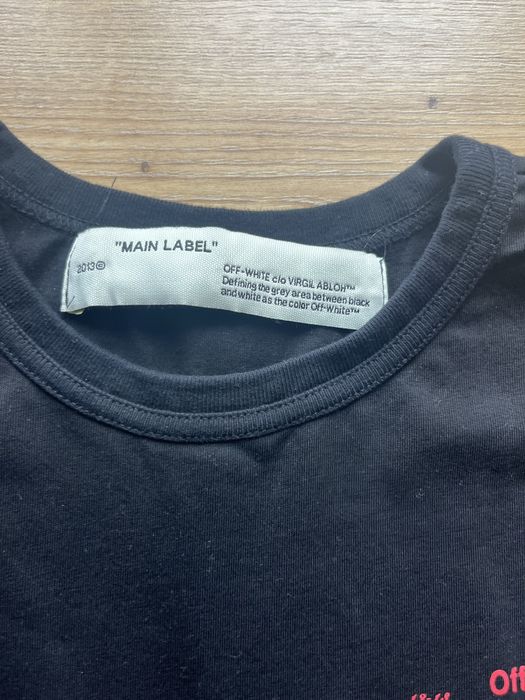 "MAIN LABEL"
2013©
OFF-WHITE c/o VIRGIL ABLOH™
Defining the grey area between black
and white as the color Off-White™
Off